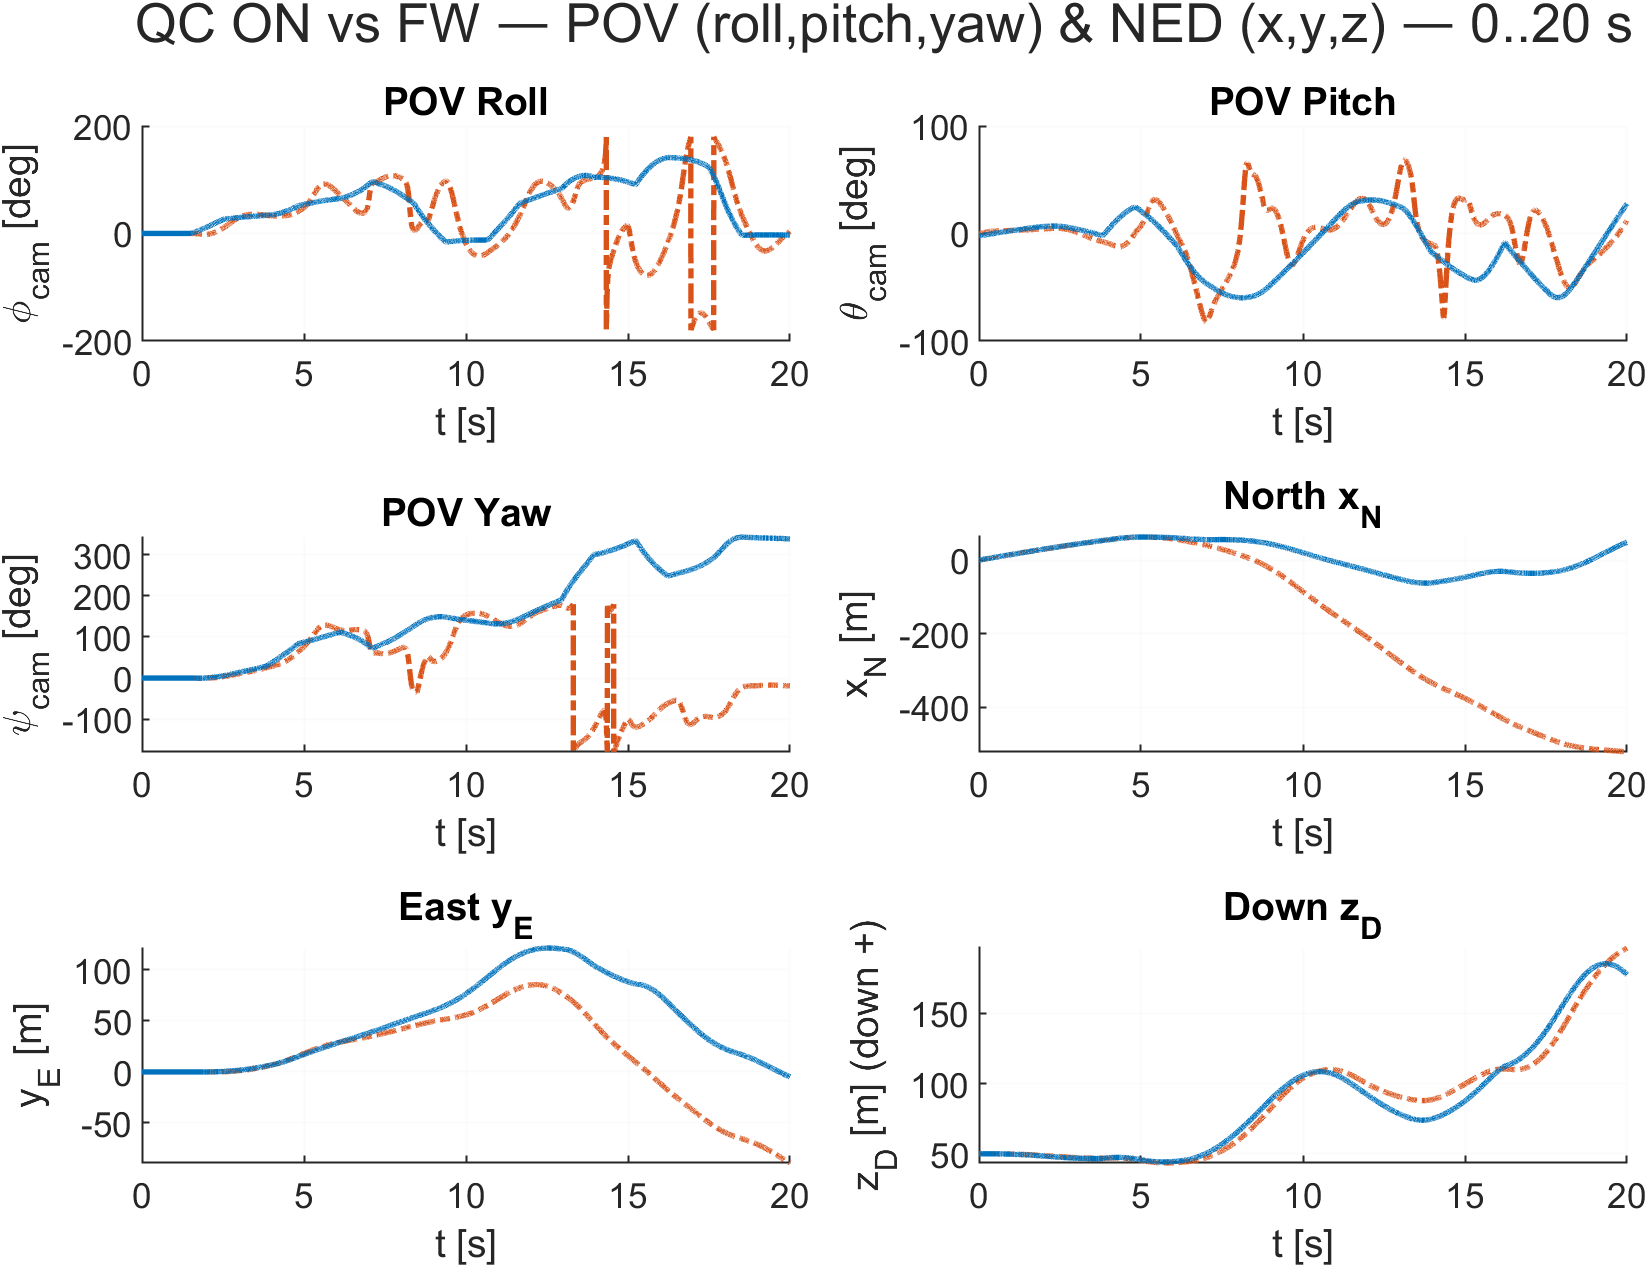 QC ON vs FW — POV (roll,pitch,yaw) & NED (x,y,z) — 0..20 s
POV Roll
ϕcam [deg]
200
0
-200
0 5 10 15 20
t [s]
POV Pitch
θcam [deg]
100
0
-100
0 5 10 15 20
t [s]
POV Yaw
ψcam [deg]
300
200
100
0
-100
0 5 10 15 20
t [s]
North xN
xN [m]
0
-200
-400
0 5 10 15 20
t [s]
East yE
yE [m]
100
50
0
-50
0 5 10 15 20
t [s]
Down zD
zD [m] (down +)
150
100
50
0 5 10 15 20
t [s]